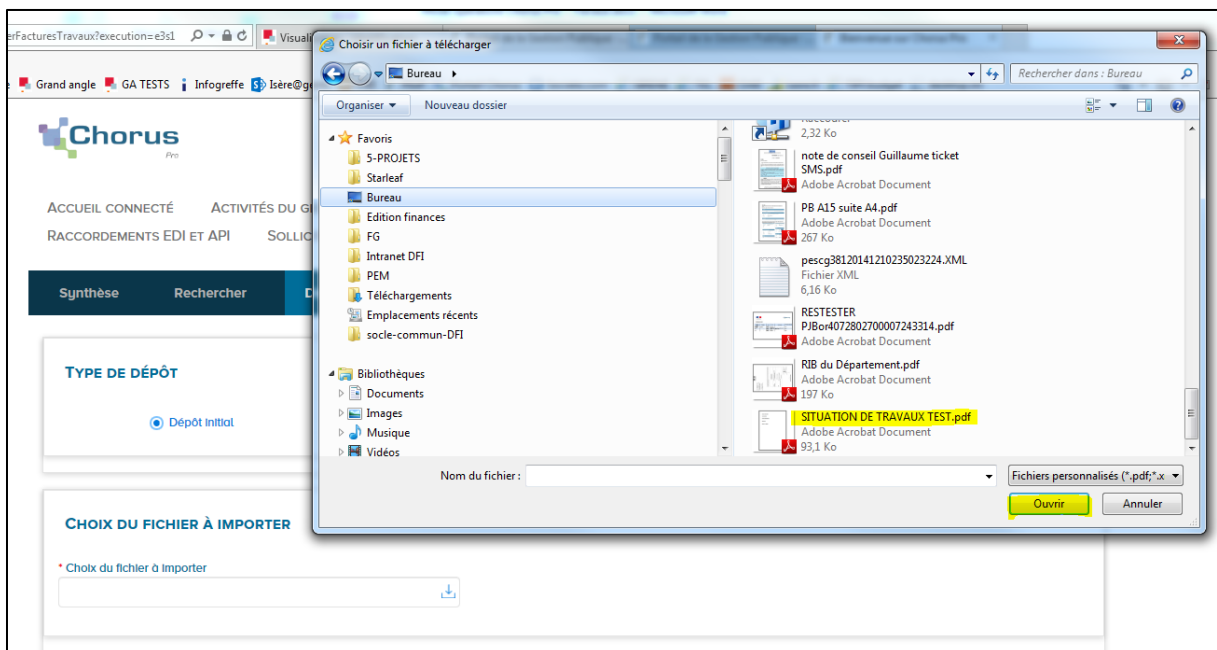 erFacturesTravaux?execution=e3s1
Visuali
Grand angle GA TESTS Infogreffe Isère@ge
Chorus
Pro
ACCUEIL CONNECTÉ ACTIVITÉS DU GE
RACCORDEMENTS EDI ET API SOLLIC
Synthèse Rechercher D
TYPE DE DÉPÔT
Dépôt Initial
CHOIX DU FICHIER À IMPORTER
* Choix du fichier à importer
Choisir un fichier à télécharger
Bureau
Rechercher dans : Bureau
Organiser Nouveau dossier
Favoris
5-PROJETS
Starleaf
Bureau
Edition finances
FG
Intranet DFI
PEM
Téléchargements
Emplacements récents
socle-commun-DFI
Bibliothèques
Documents
Images
Musique
Vidéos
2,32 Ko
note de conseil Guillaume ticket
SMS.pdf
Adobe Acrobat Document
PB A15 suite A4.pdf
Adobe Acrobat Document
267 Ko
pescg38120141210235023224.XML
Fichier XML
6,16 Ko
RESTESTER
PJBor4072802700007243314.pdf
Adobe Acrobat Document
RIB du Département.pdf
Adobe Acrobat Document
197 Ko
SITUATION DE TRAVAUX TEST.pdf
Adobe Acrobat Document
93,1 Ko
Nom du fichier :
Fichiers personnalisés (*.pdf;*.x
Ouvrir Annuler